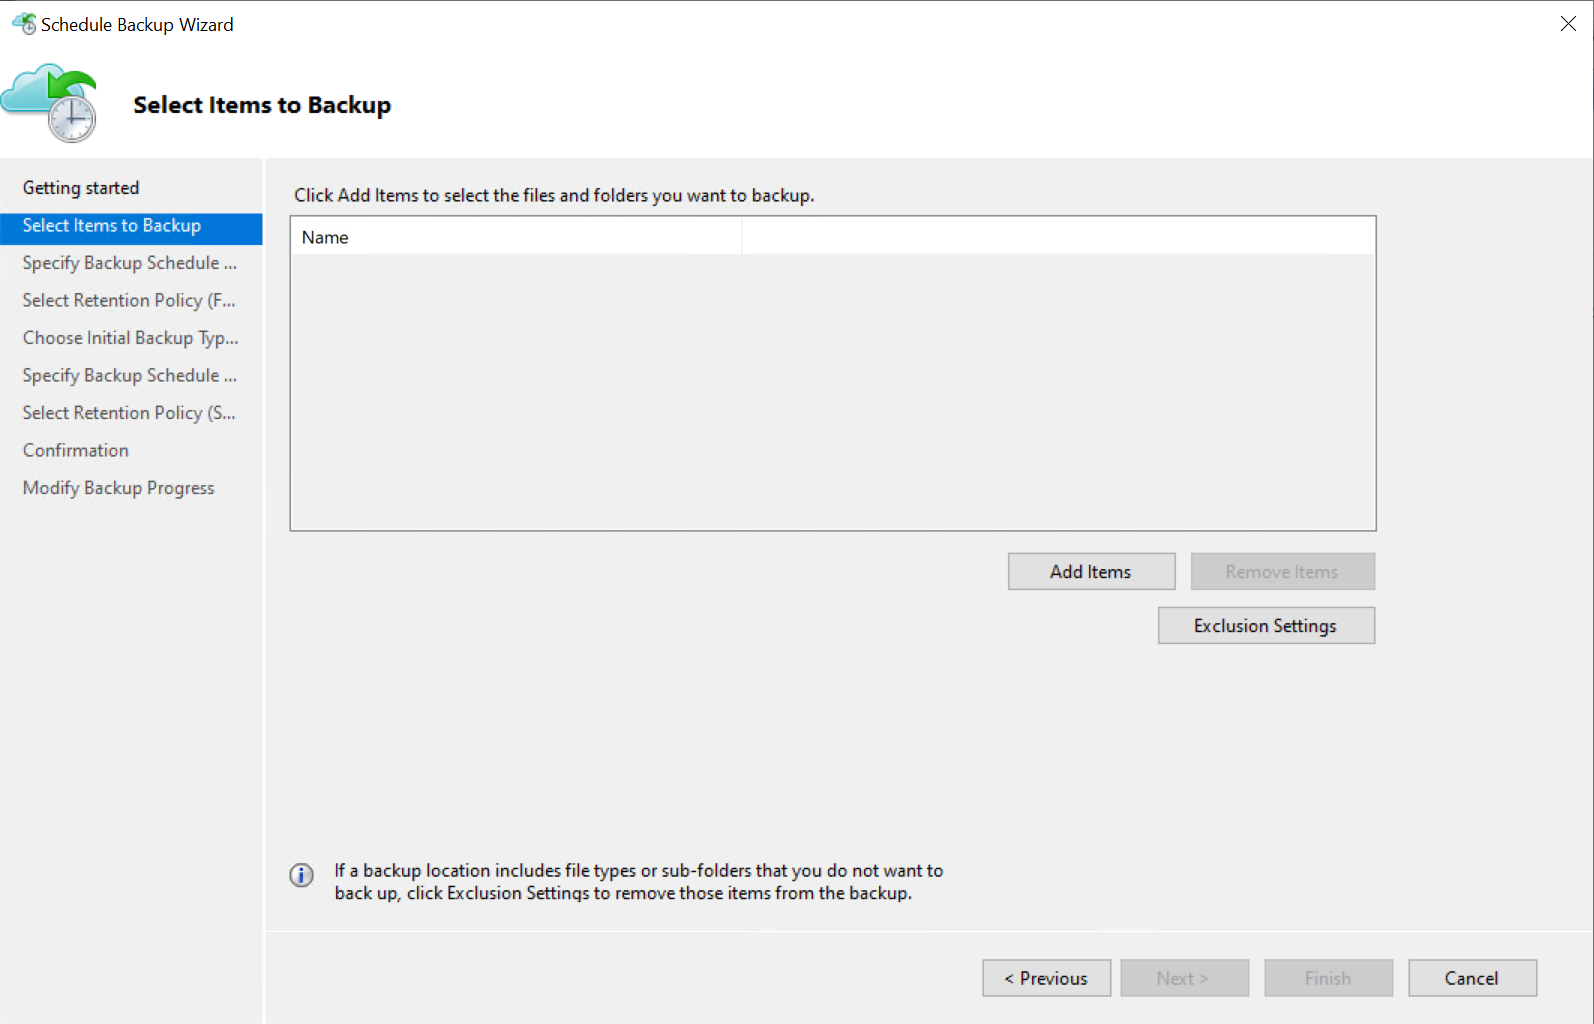 Schedule Backup Wizard
Select Items to Backup
Getting started
Select Items to Backup
Specify Backup Schedule ...
Select Retention Policy (F...
Choose Initial Backup Typ...
Specify Backup Schedule ...
Select Retention Policy (S...
Confirmation
Modify Backup Progress
Click Add Items to select the files and folders you want to backup.
Name
Add Items
Remove Items
Exclusion Settings
If a backup location includes file types or sub-folders that you do not want to
back up, click Exclusion Settings to remove those items from the backup.
< Previous
Next >
Finish
Cancel